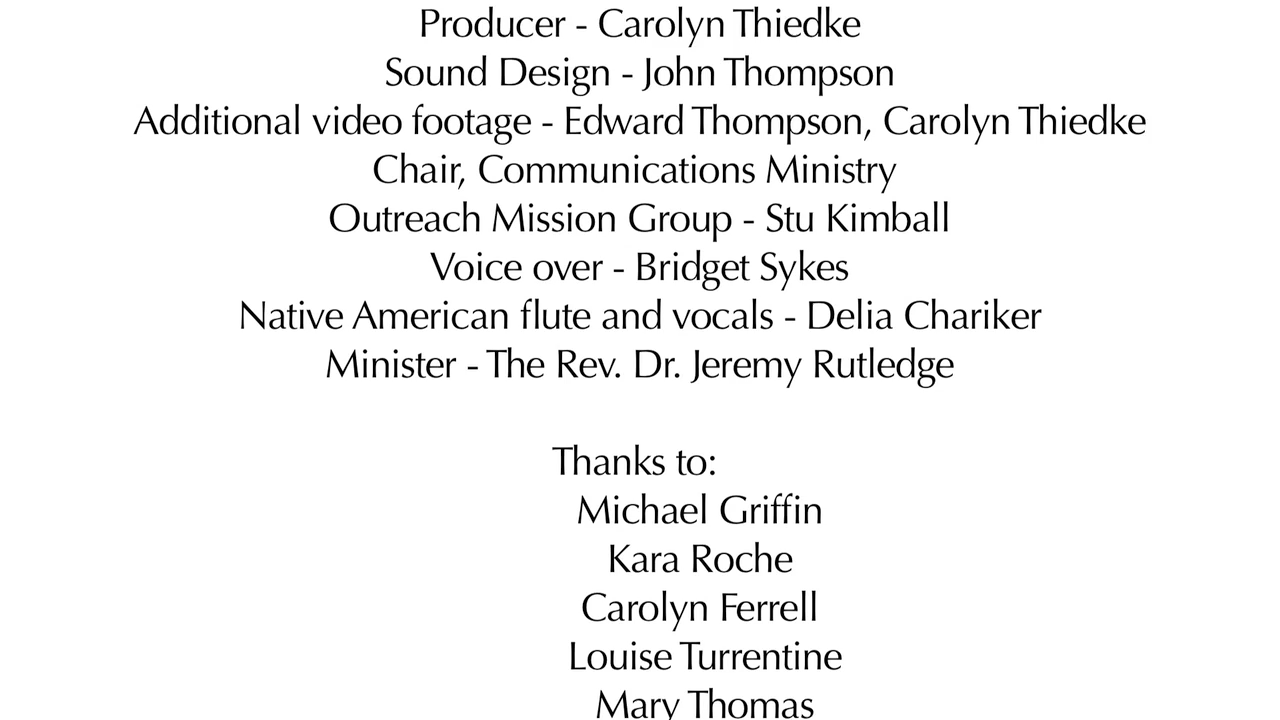 Producer - Carolyn Thiedke
Sound Design - John Thompson
Additional video footage - Edward Thompson, Carolyn Thiedke
Chair, Communications Ministry
Outreach Mission Group - Stu Kimball
Voice over - Bridget Sykes
Native American flute and vocals - Delia Chariker
Minister - The Rev. Dr. Jeremy Rutledge
Thanks to:
Michael Griffin
Kara Roche
Carolyn Ferrell
Louise Turrentine
Mary Thomas